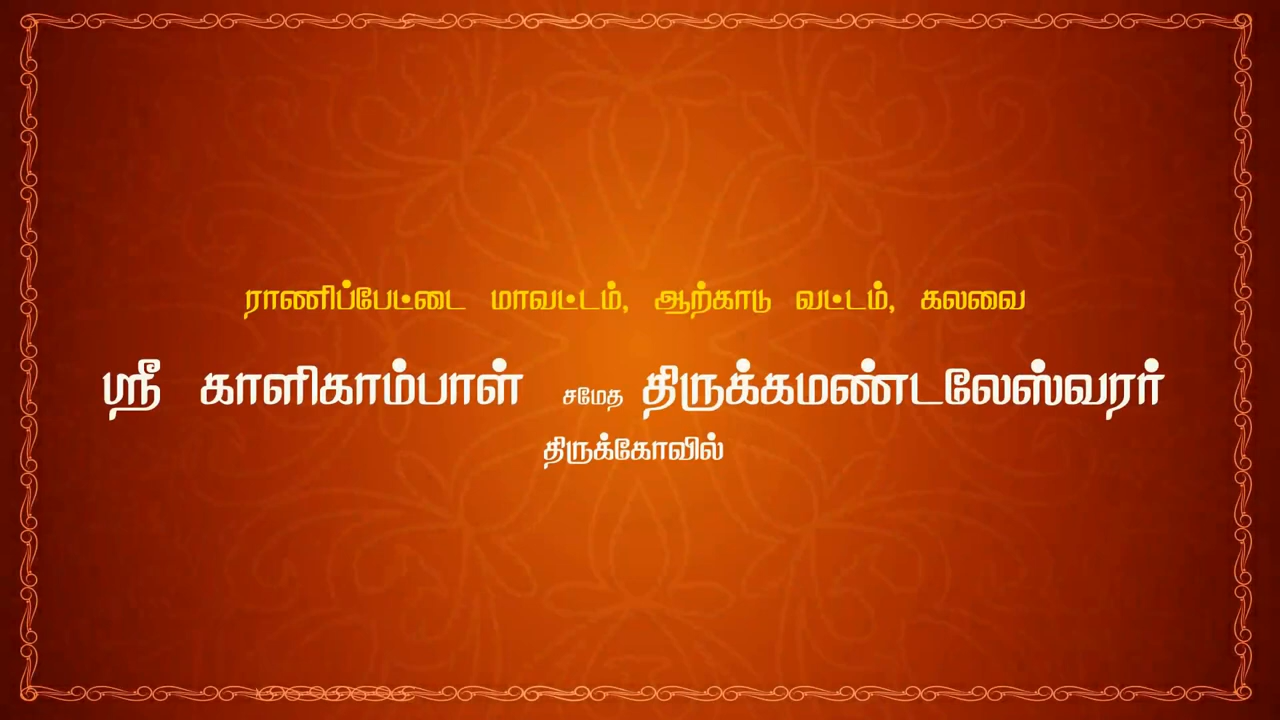 ராணிப்பேட்டை மாவட்டம், ஆற்காடு வட்டம், கலவை
ஸ்ரீ காளிகாம்பாள் சமேத திருக்கமண்டலேஸ்வரர்
திருக்கோவில்